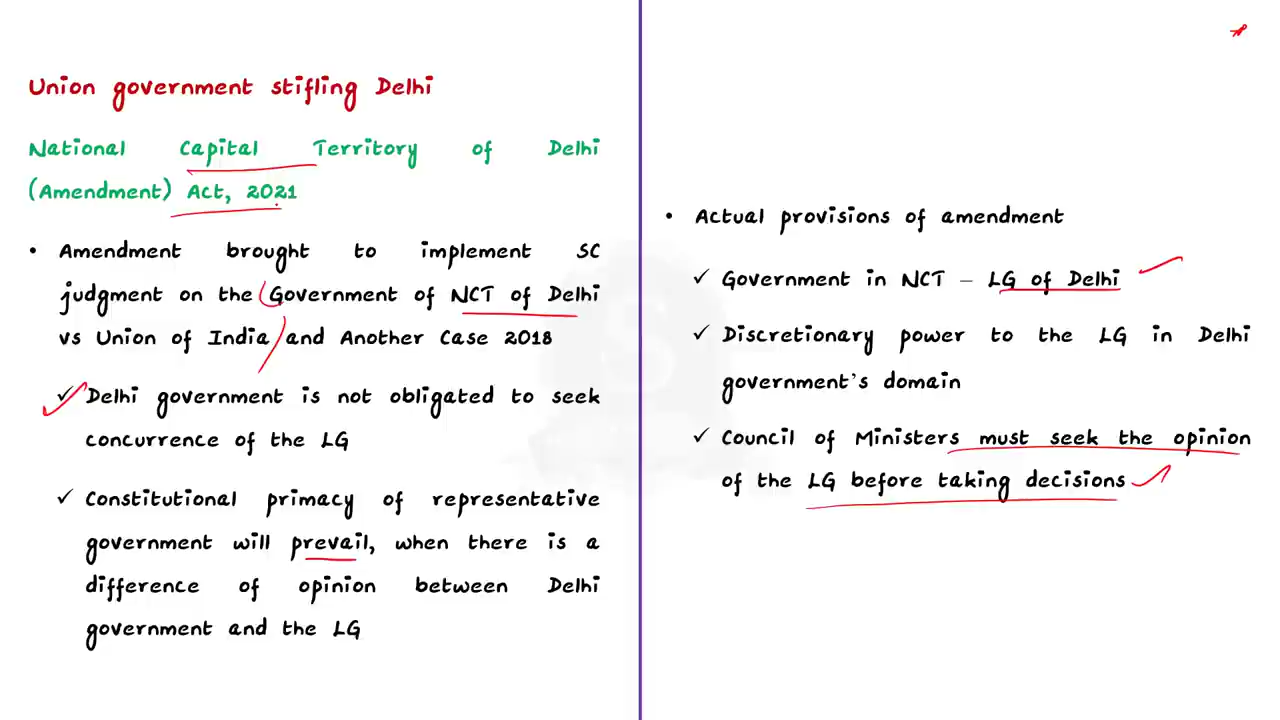 Union government stifling Delhi
National Capital Territory of Delhi
(Amendment) Act, 2021
• Amendment brought to implement SC
judgment on the Government of NCT of Delhi
vs Union of India and Another Case 2018
✓ Delhi government is not obligated to seek
concurrence of the LG
✓ Constitutional primacy of representative
government will prevail, when there is a
difference of opinion between Delhi
government and the LG
• Actual provisions of amendment
✓ Government in NCT – LG of Delhi
✓ Discretionary power to the LG in Delhi
government's domain
✓ Council of Ministers must seek the opinion
of the LG before taking decisions